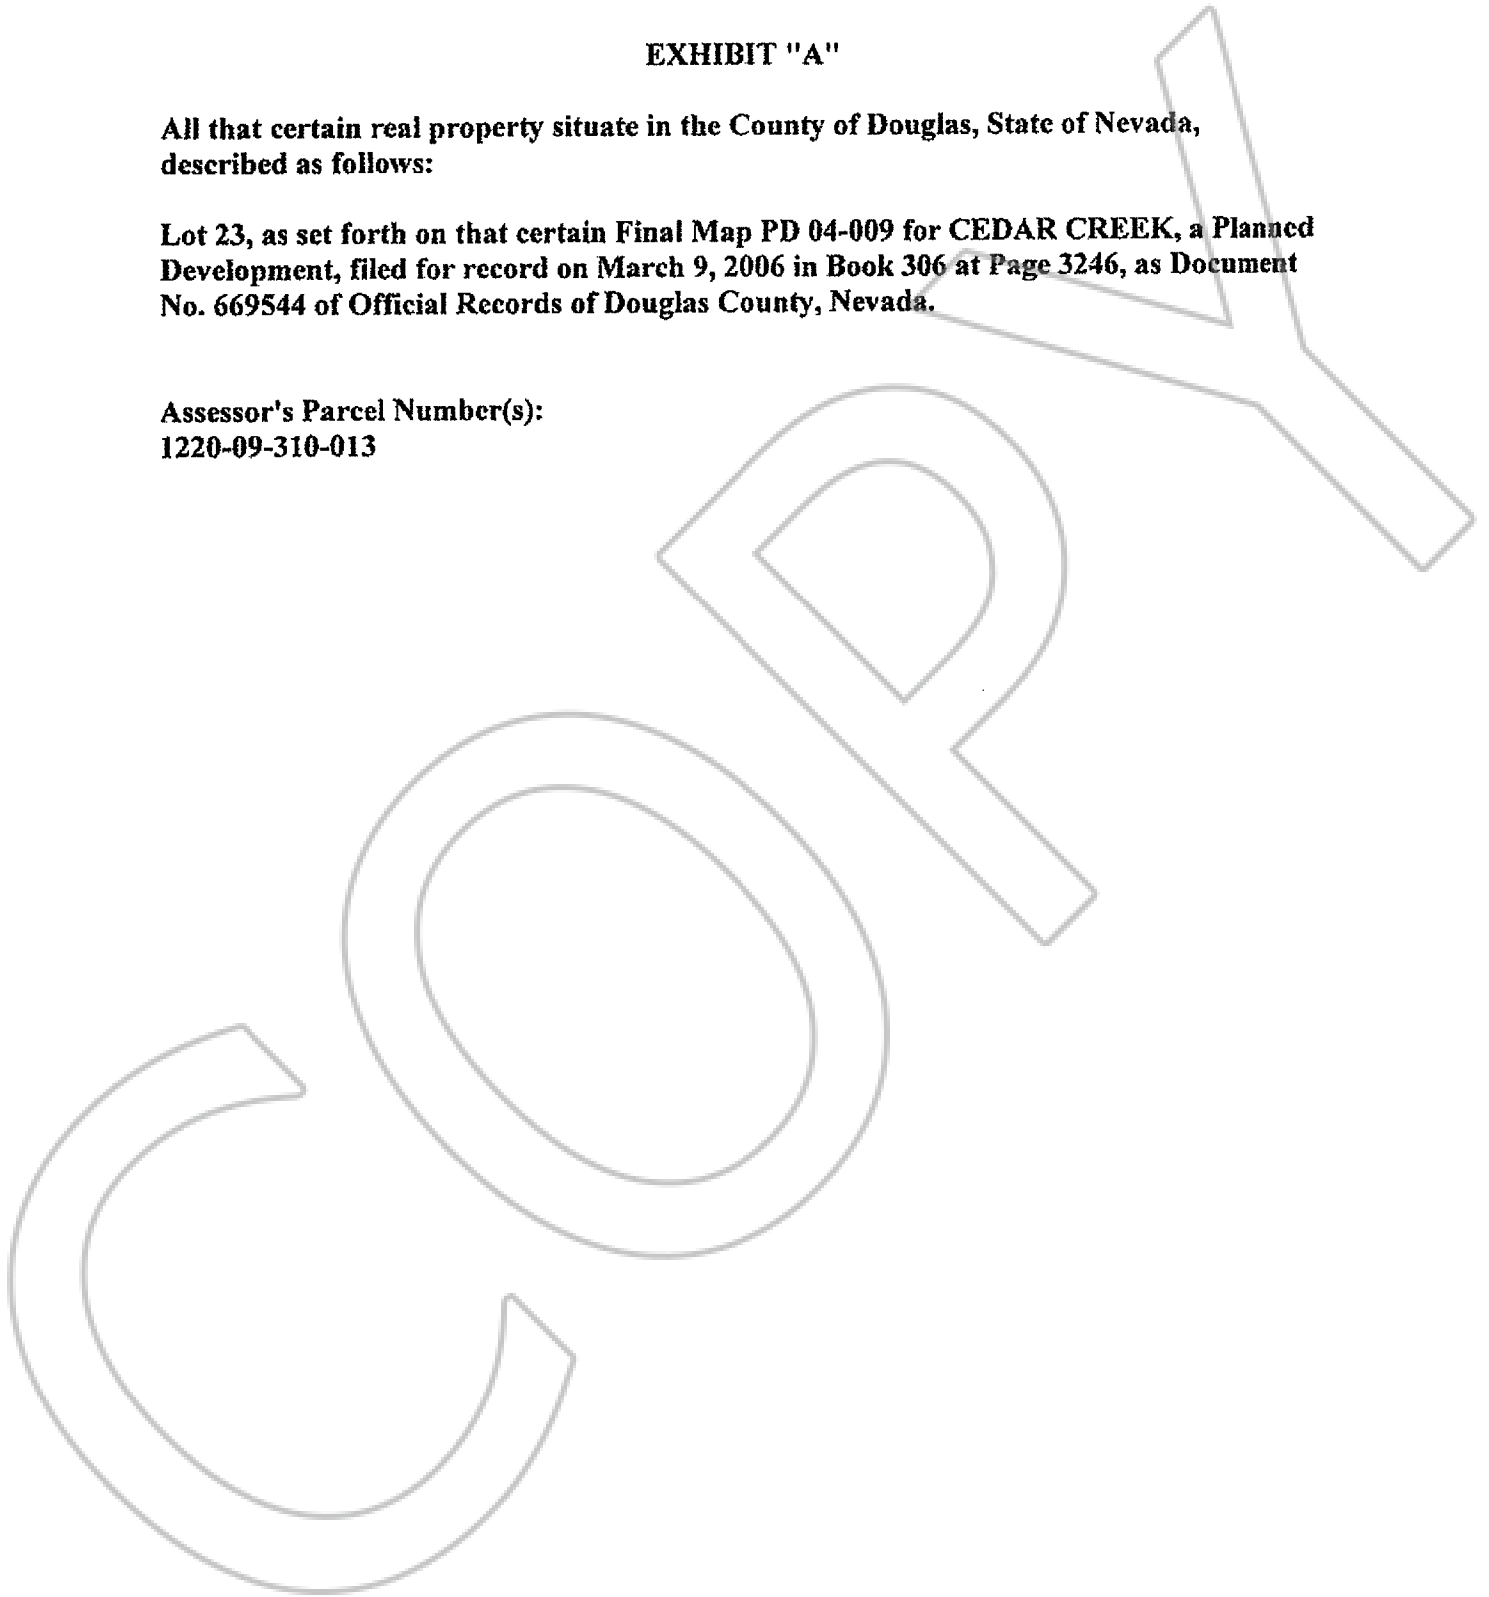 EXHIBIT "A"
All that certain real property situate in the County of Douglas, State of Nevada,
described as follows:
Lot 23, as set forth on that certain Final Map PD 04-009 for CEDAR CREEK, a Planned
Development, filed for record on March 9, 2006 in Book 306 at Page 3246, as Document
No. 669544 of Official Records of Douglas County, Nevada.
Assessor's Parcel Number(s):
1220-09-310-013
COPY